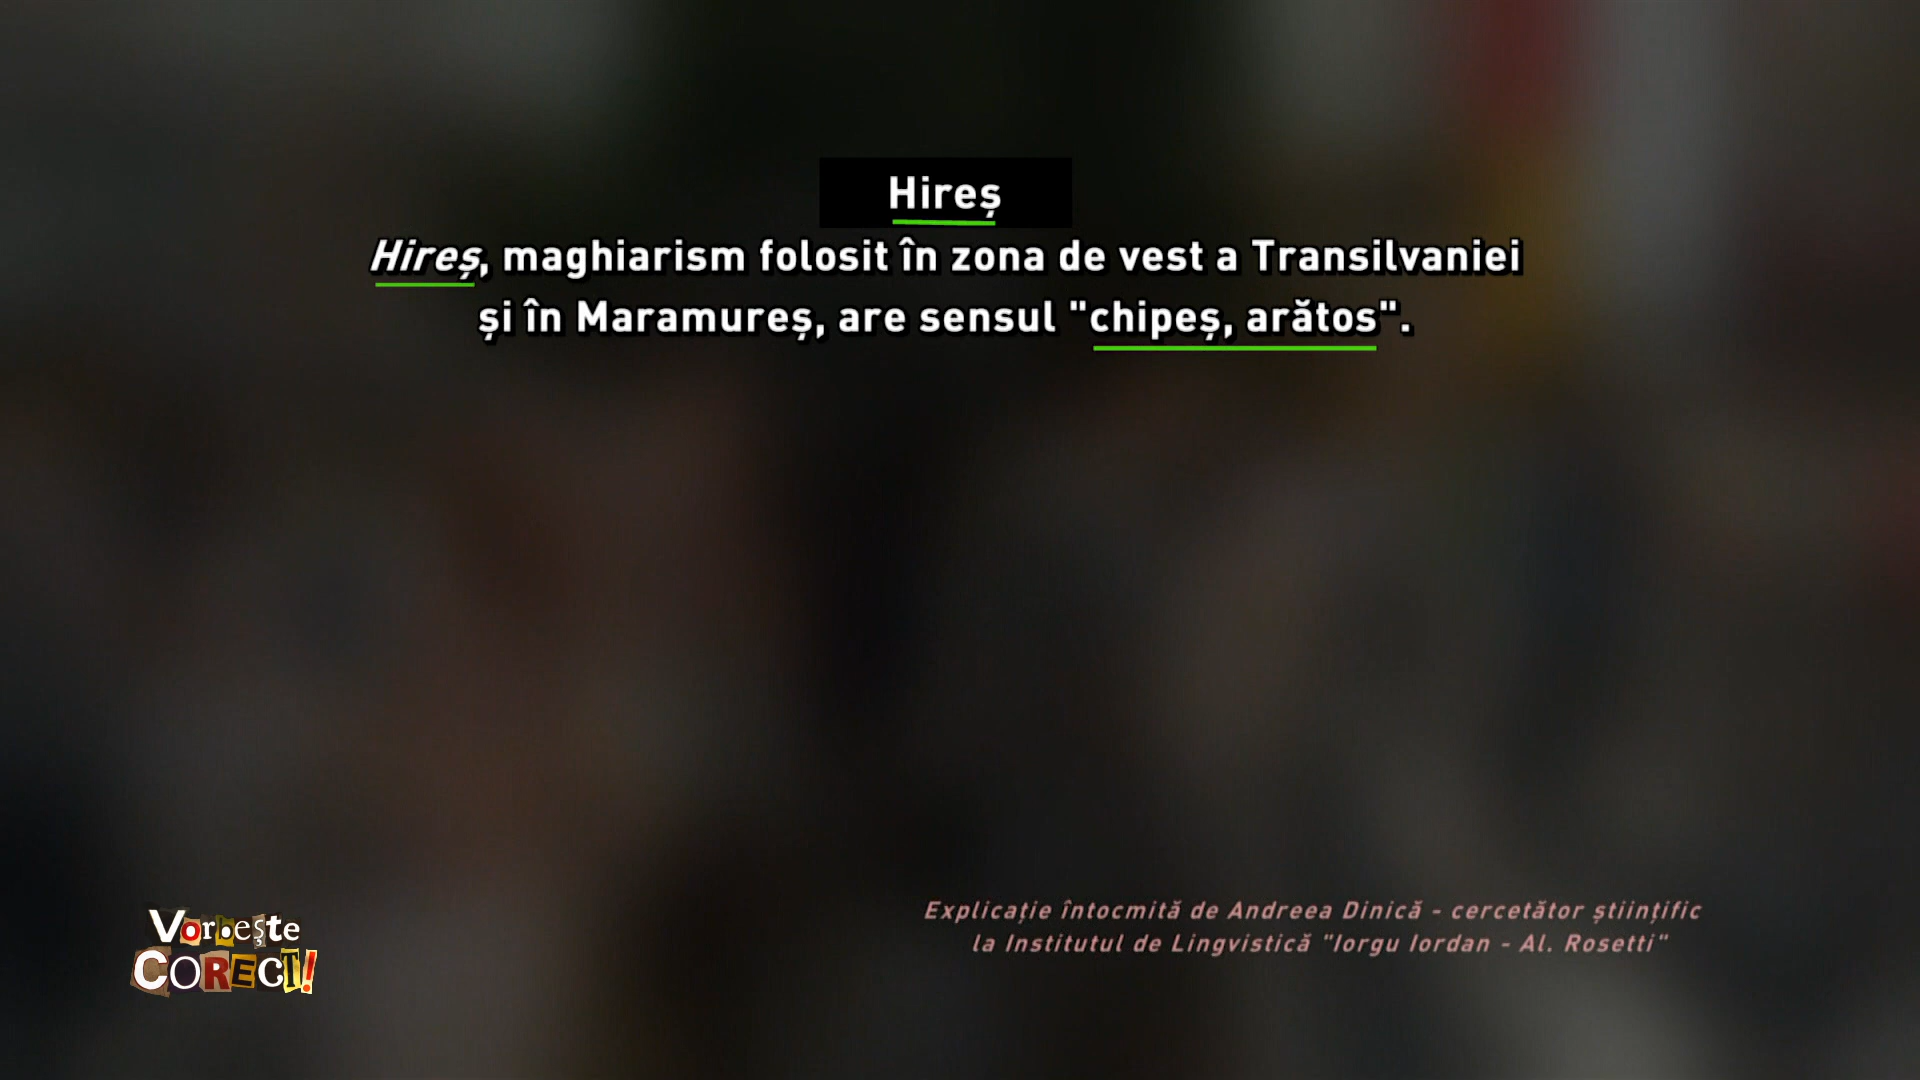 Hireș
Hireș, maghiarism folosit în zona de vest a Transilvaniei
și în Maramureș, are sensul "chipeș, arătos".
Explicație întocmită de Andreea Dinică - cercetător științific
la Institutul de Lingvistică "Iorgu Iordan - Al. Rosetti"
Vorbește
CORECT!